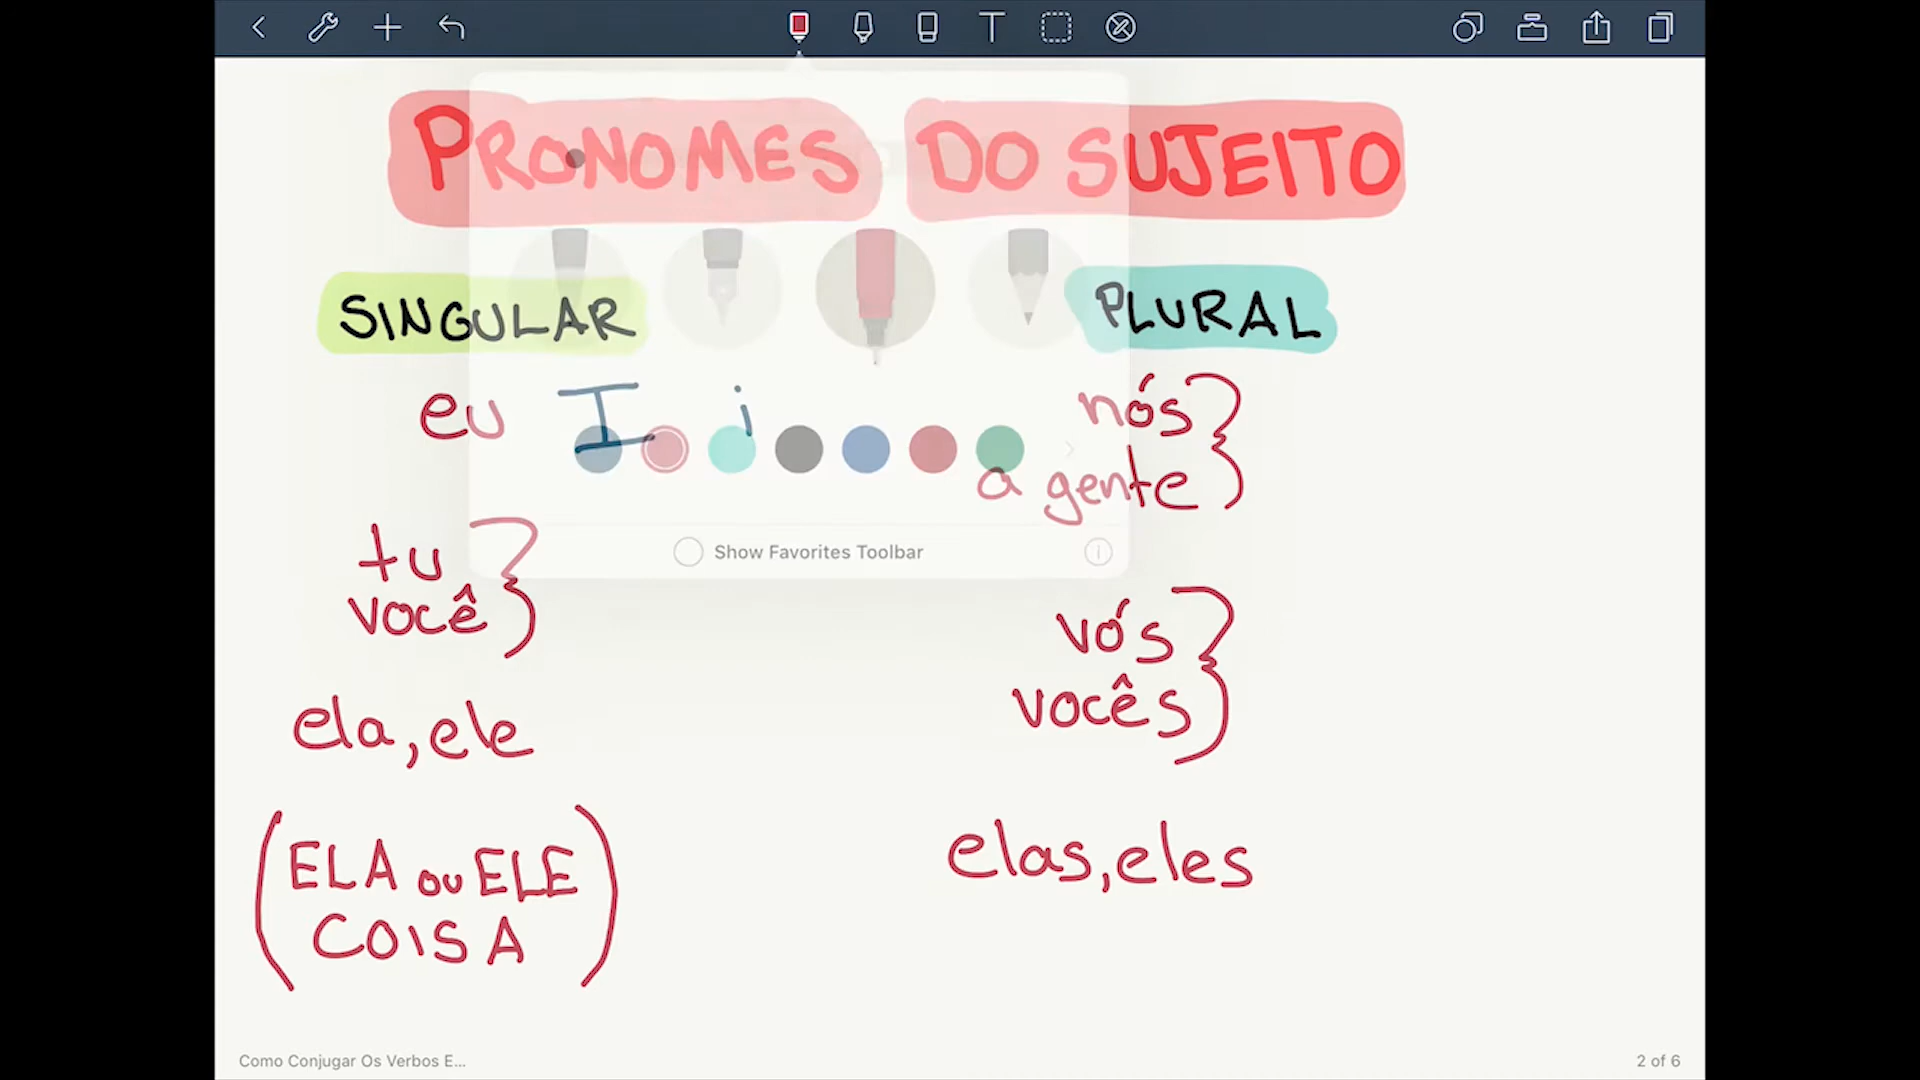 PRONOMES DO SUJEITO
SINGULAR
eu I i
tu
você
ela, ele
(ELA ou ELE
COISA)
PLURAL
nós
a gente
vós
vocês
elas, eles
Show Favorites Toolbar
Como Conjugar Os Verbos E...
2 of 6